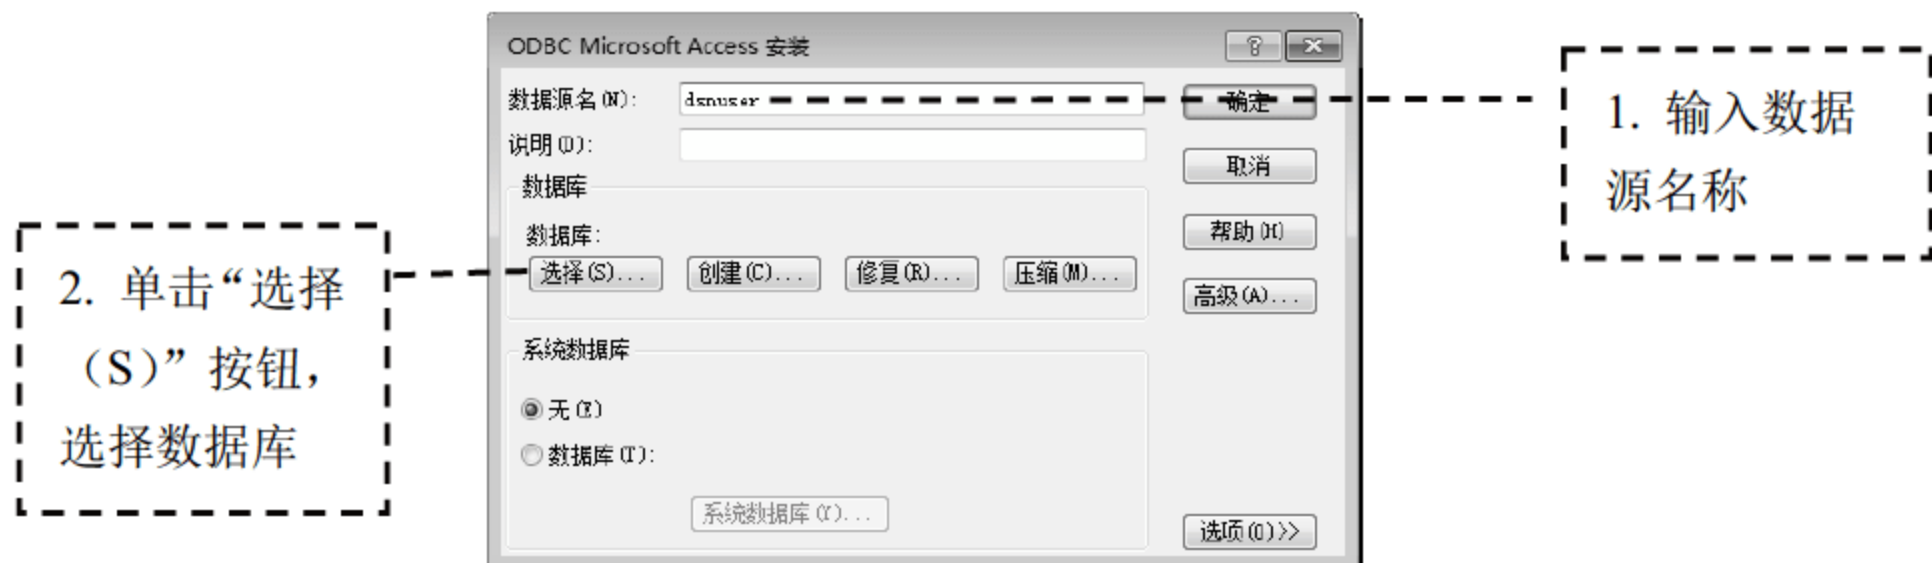 ODBC Microsoft Access 安装
数据源名(N): dsnuser
确定
说明(D):
取消
数据库
数据库:
帮助(H)
选择(S)... 创建(C)... 修复(R)... 压缩(M)...
高级(A)...
系统数据库
无(E)
数据库(T):
系统数据库(Y)...
选项(O)>>
1. 输入数据
源名称
2. 单击“选择
（S）”按钮，
选择数据库